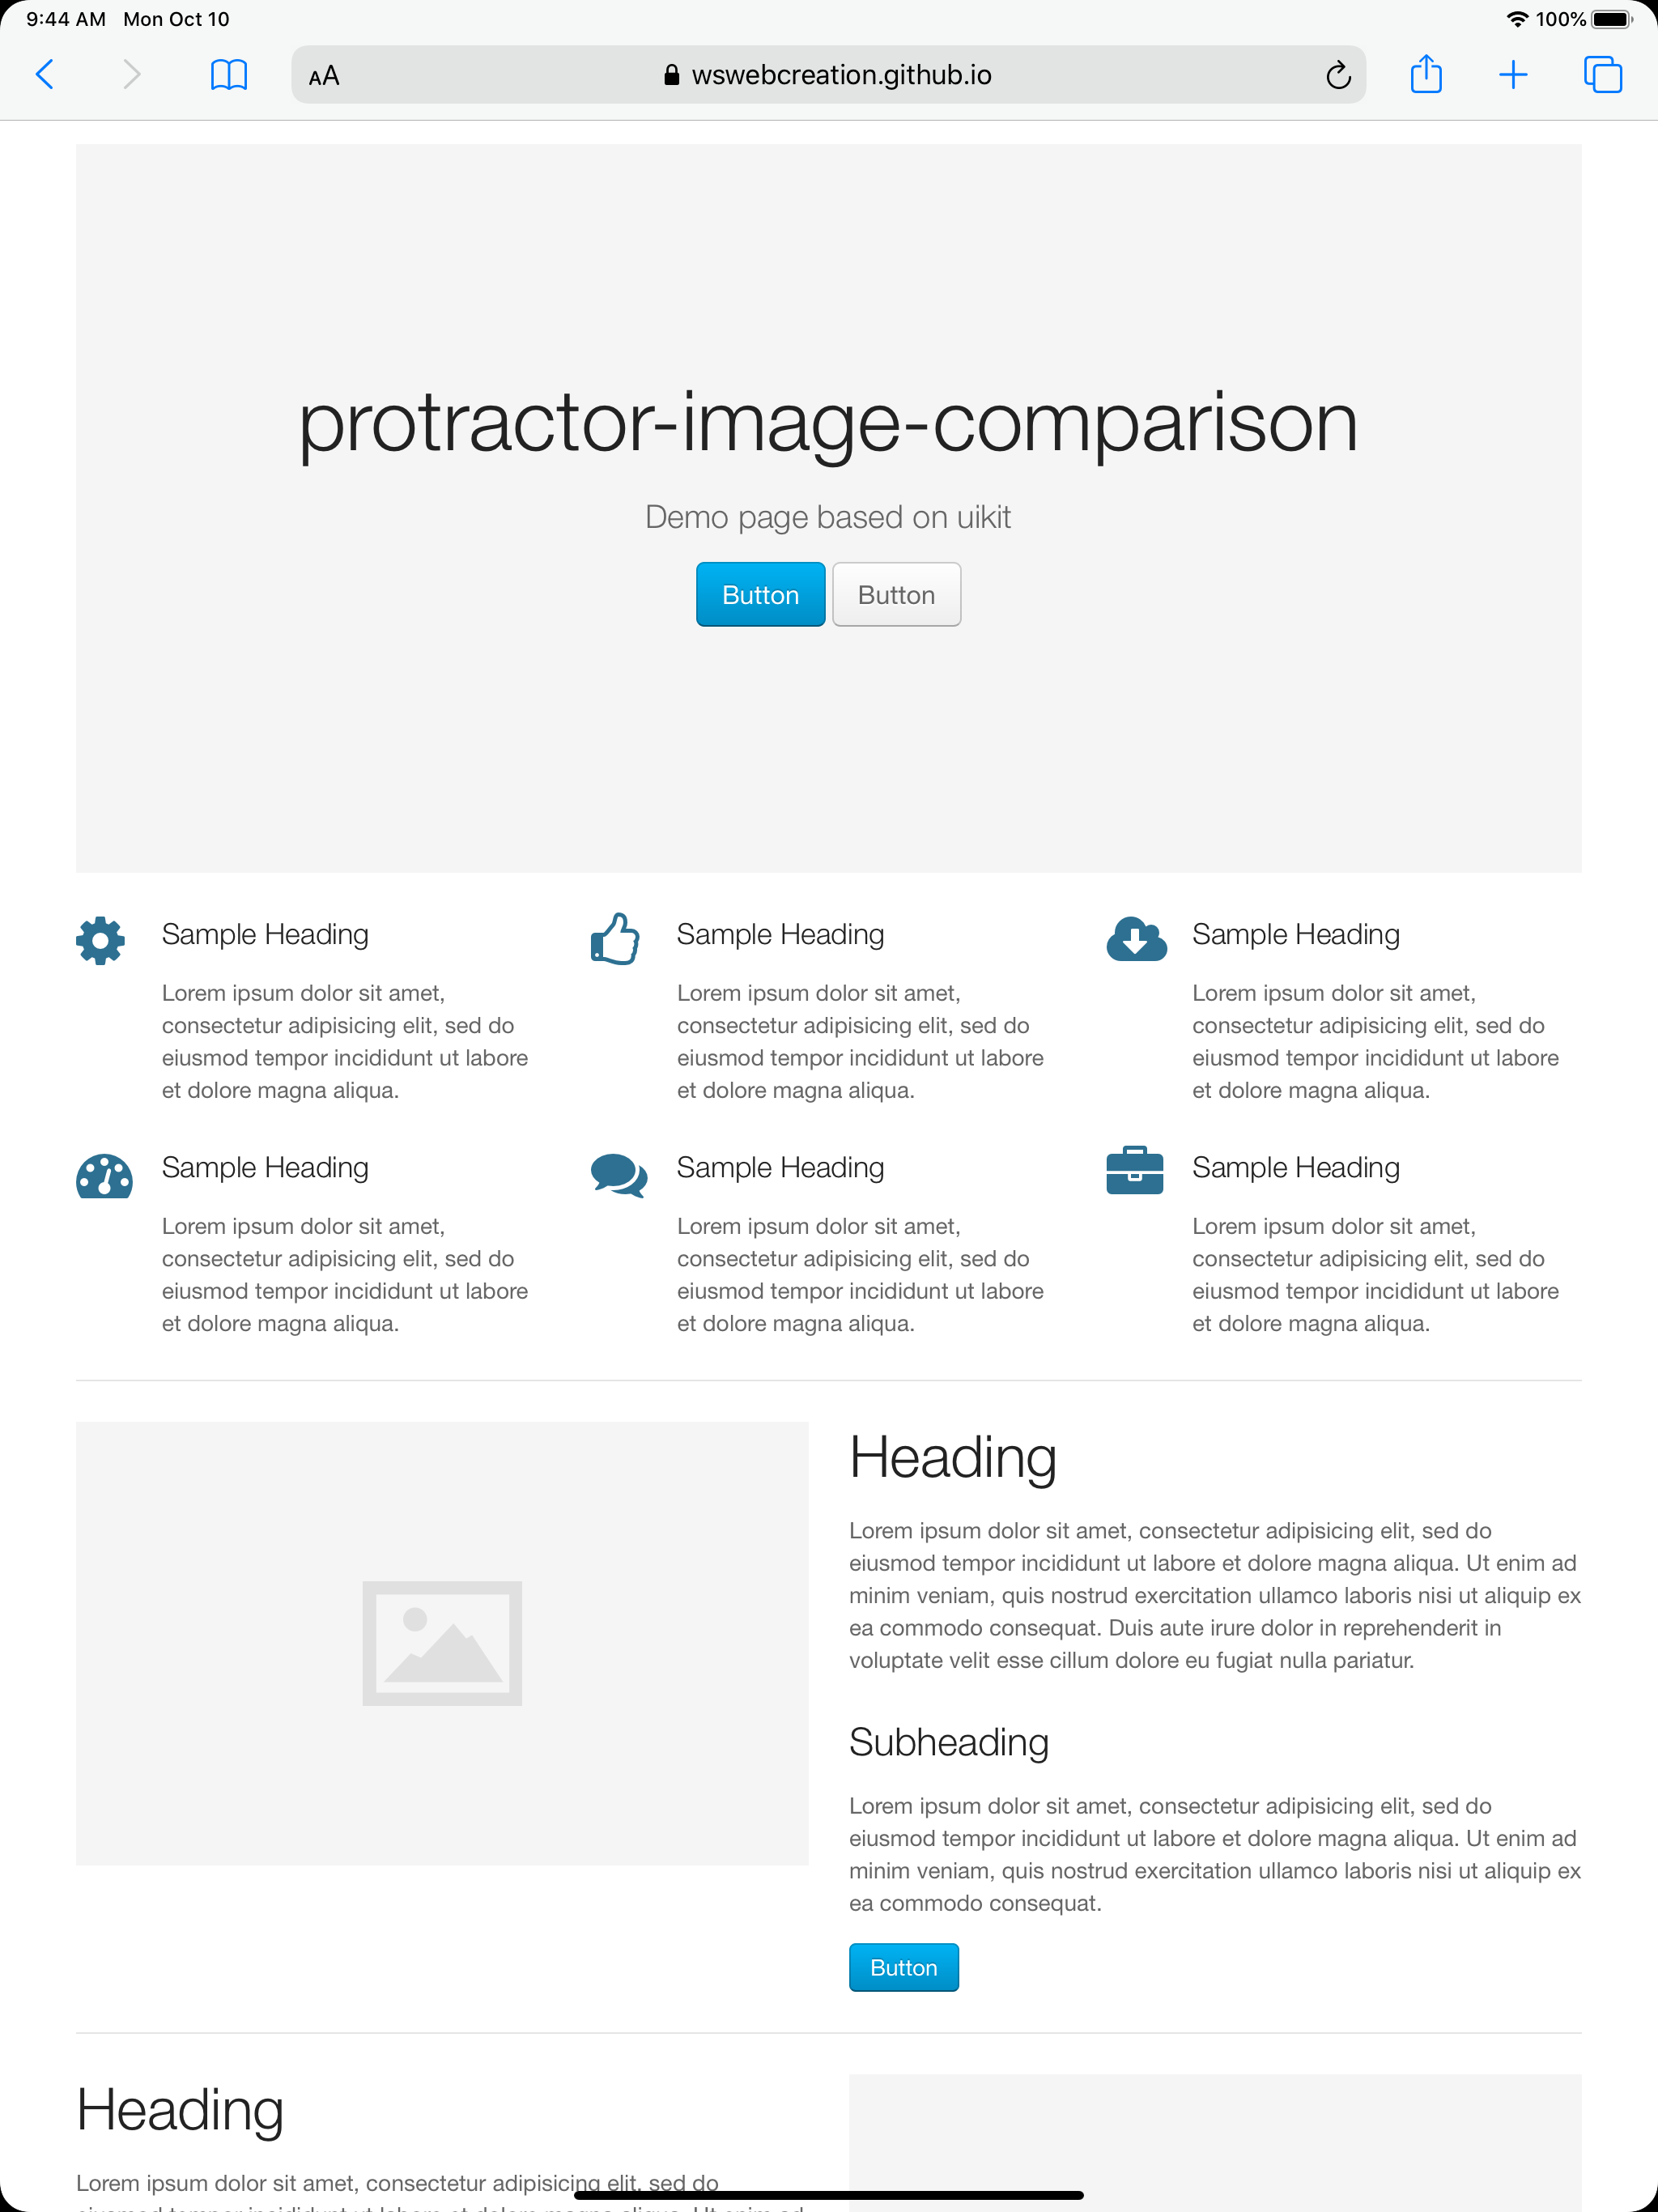 9:44 AM Mon Oct 10
100%
AA
wswebcreation.github.io
protractor-image-comparison
Demo page based on uikit
Button
Button
Sample Heading
Lorem ipsum dolor sit amet,
consectetur adipisicing elit, sed do
eiusmod tempor incididunt ut labore
et dolore magna aliqua.
Sample Heading
Lorem ipsum dolor sit amet,
consectetur adipisicing elit, sed do
eiusmod tempor incididunt ut labore
et dolore magna aliqua.
Sample Heading
Lorem ipsum dolor sit amet,
consectetur adipisicing elit, sed do
eiusmod tempor incididunt ut labore
et dolore magna aliqua.
Sample Heading
Lorem ipsum dolor sit amet,
consectetur adipisicing elit, sed do
eiusmod tempor incididunt ut labore
et dolore magna aliqua.
Sample Heading
Lorem ipsum dolor sit amet,
consectetur adipisicing elit, sed do
eiusmod tempor incididunt ut labore
et dolore magna aliqua.
Sample Heading
Lorem ipsum dolor sit amet,
consectetur adipisicing elit, sed do
eiusmod tempor incididunt ut labore
et dolore magna aliqua.
Heading
Lorem ipsum dolor sit amet, consectetur adipisicing elit, sed do
eiusmod tempor incididunt ut labore et dolore magna aliqua. Ut enim ad
minim veniam, quis nostrud exercitation ullamco laboris nisi ut aliquip ex
ea commodo consequat. Duis aute irure dolor in reprehenderit in
voluptate velit esse cillum dolore eu fugiat nulla pariatur.
Subheading
Lorem ipsum dolor sit amet, consectetur adipisicing elit, sed do
eiusmod tempor incididunt ut labore et dolore magna aliqua. Ut enim ad
minim veniam, quis nostrud exercitation ullamco laboris nisi ut aliquip ex
ea commodo consequat.
Button
Heading
Lorem ipsum dolor sit amet, consectetur adipisicing elit, sed do